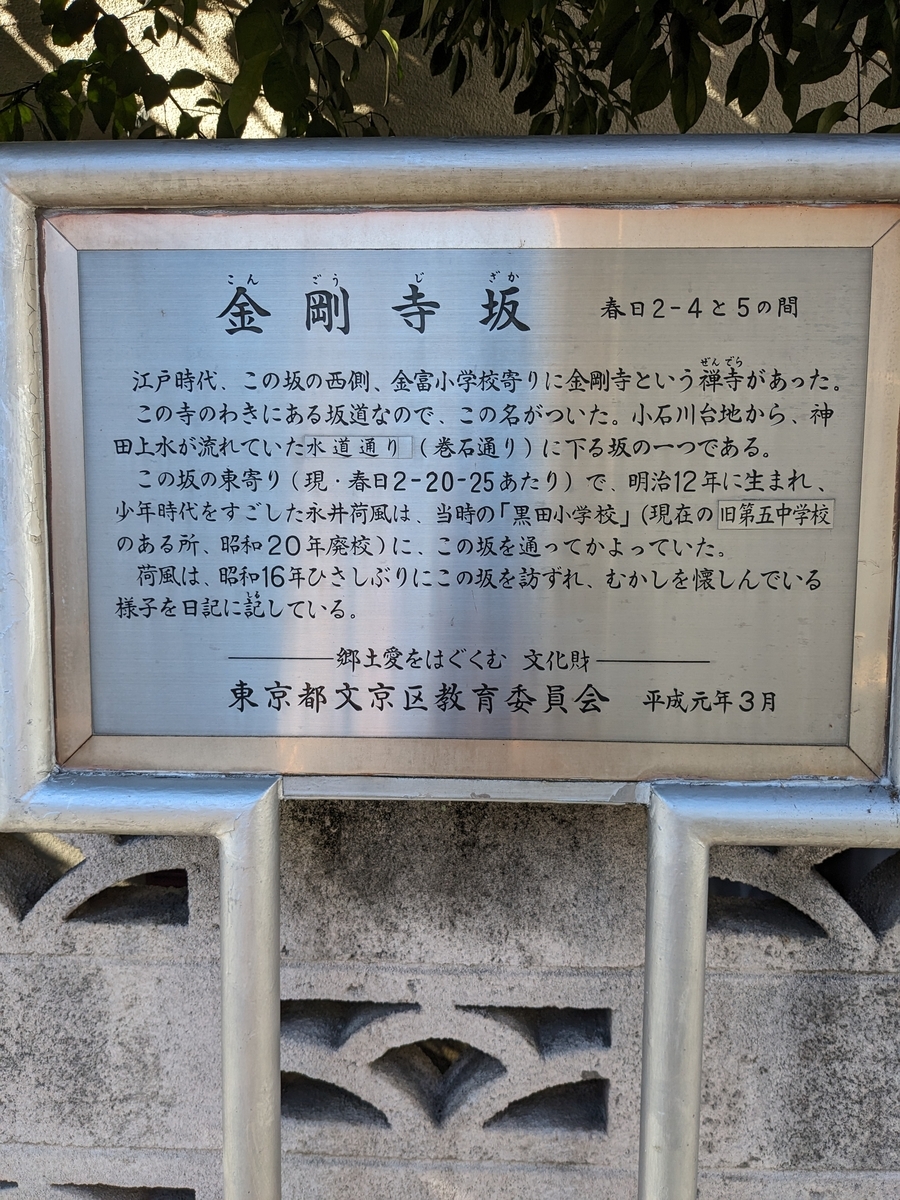 こん ごう じ ざか
金剛寺坂 春日2-4と5の間
ぜんでら
江戸時代、この坂の西側、金富小学校寄りに金剛寺という禅寺があった。
この寺のわきにある坂道なので、この名がついた。小石川台地から、神
田上水が流れていた水道通り(巻石通り)に下る坂の一つである。
この坂の東寄り(現・春日2-20-25あたり)で、明治12年に生まれ、
少年時代をすごした永井荷風は、当時の「黒田小学校」(現在の旧第五中学校
のある所、昭和20年廃校)に、この坂を通ってかよっていた。
荷風は、昭和16年ひさしぶりにこの坂を訪ずれ、むかしを懐しんでいる
しる
様子を日記に記している。
郷土愛をはぐくむ 文化財
東京都文京区教育委員会 平成元年3月